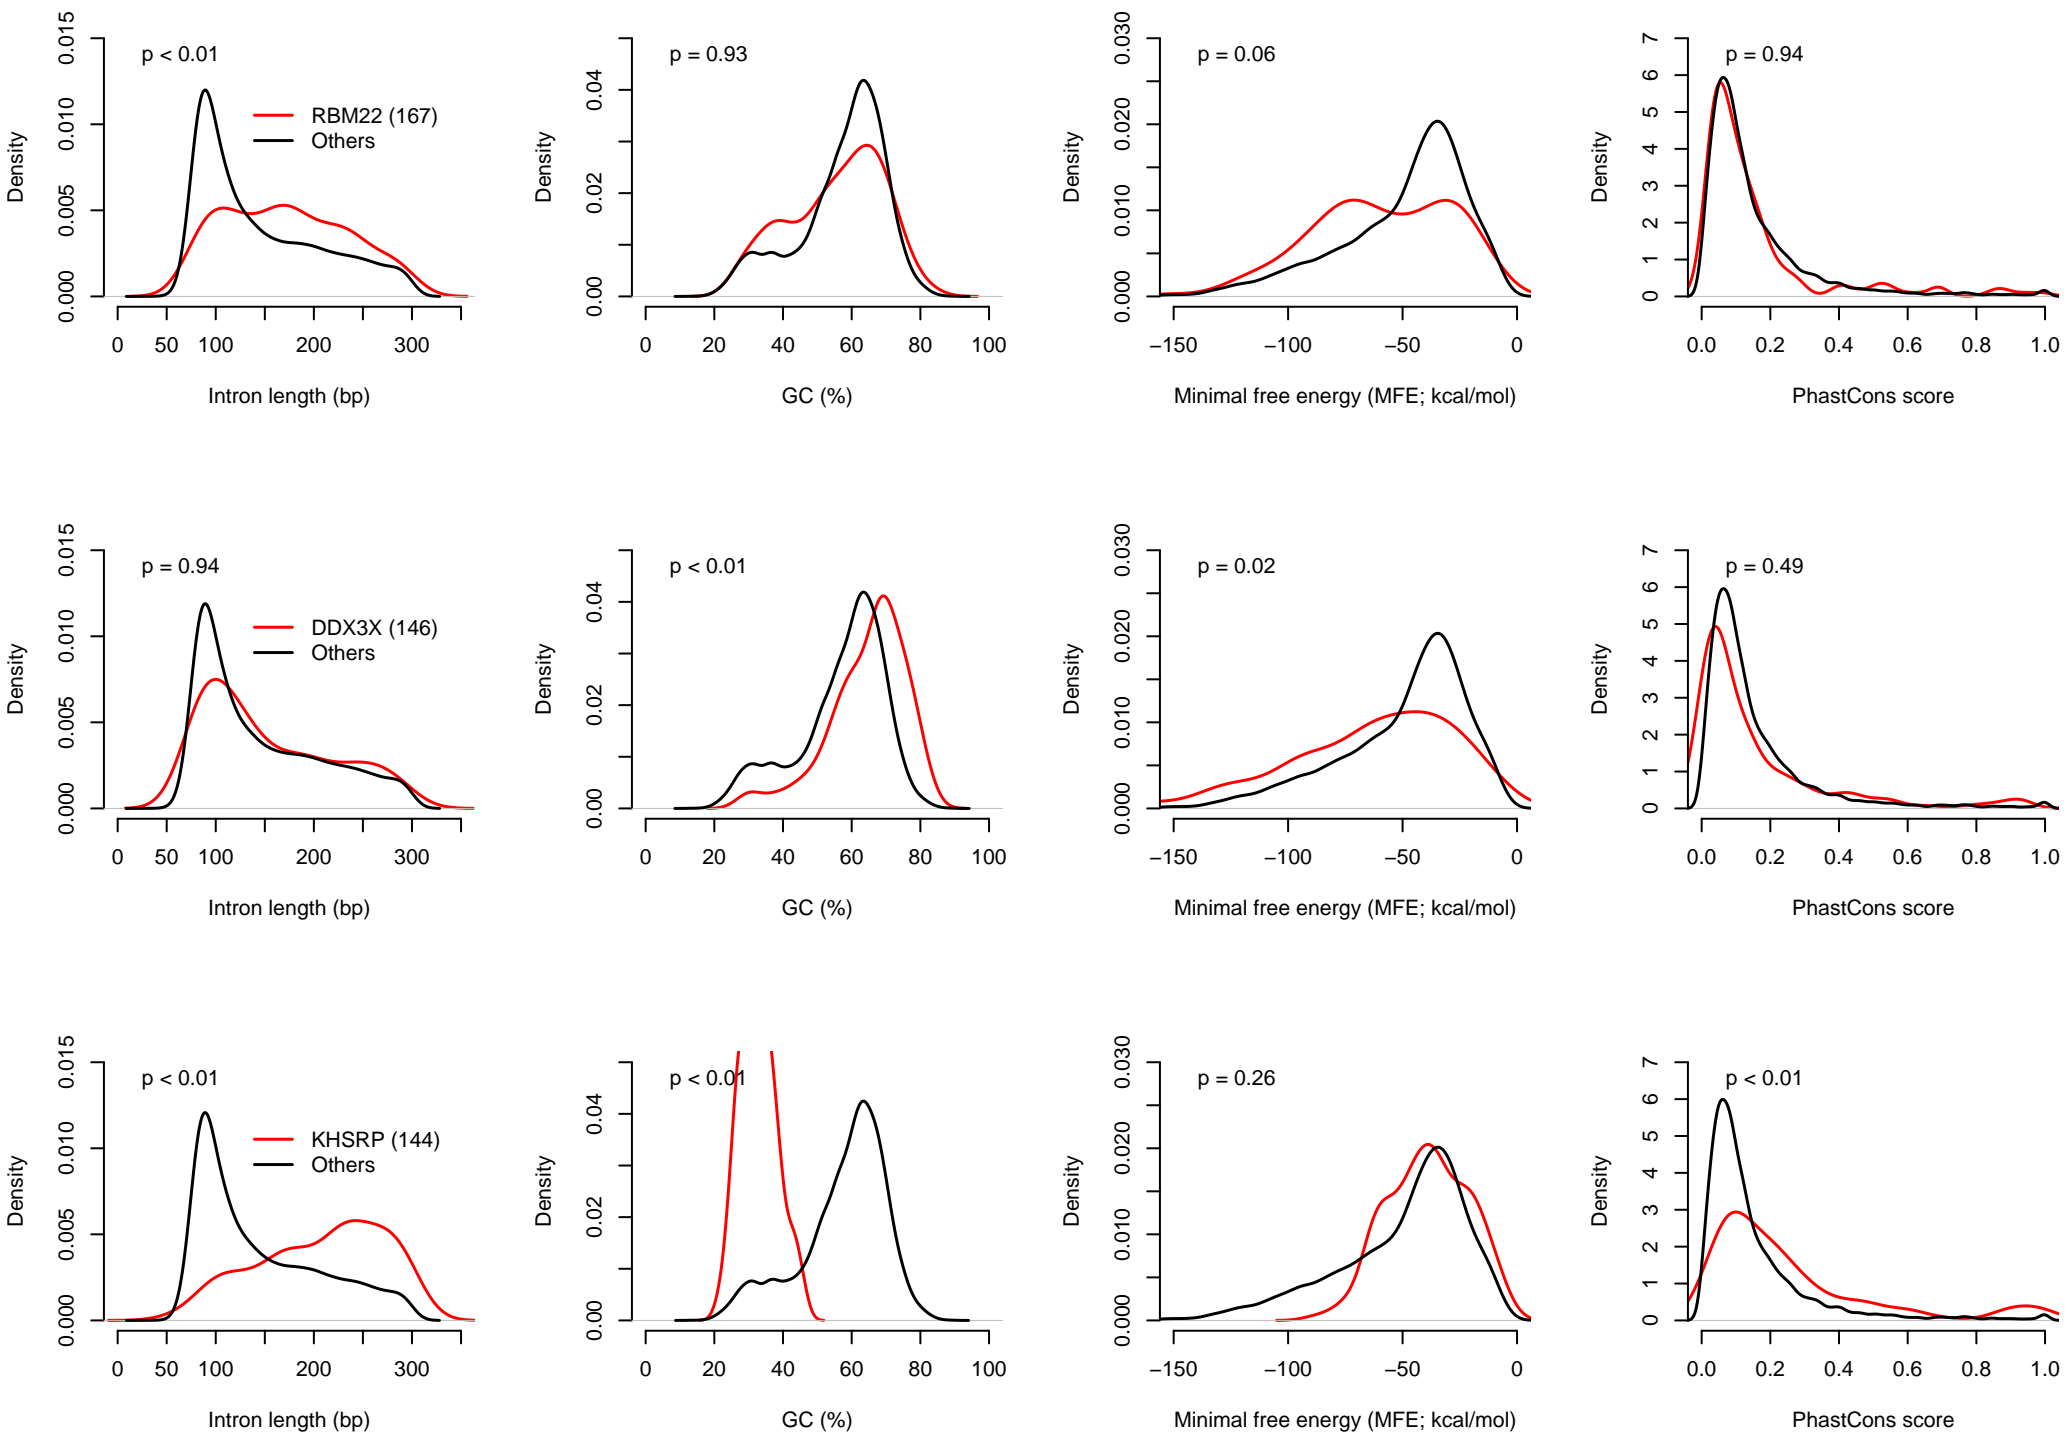 p < 0.01
RBM22 (167)
Others
Density
0.000 0.005 0.010 0.015
0 50 100 200 300
Intron length (bp)
p = 0.93
Density
0.00 0.02 0.04
0 20 40 60 80 100
GC (%)
p = 0.06
Density
0.000 0.010 0.020 0.030
−150 −100 −50 0
Minimal free energy (MFE; kcal/mol)
p = 0.94
Density
0 1 2 3 4 5 6 7
0.0 0.2 0.4 0.6 0.8 1.0
PhastCons score
p = 0.94
DDX3X (146)
Others
Density
0.000 0.005 0.010 0.015
0 50 100 200 300
Intron length (bp)
p < 0.01
Density
0.00 0.02 0.04
0 20 40 60 80 100
GC (%)
p = 0.02
Density
0.000 0.010 0.020 0.030
−150 −100 −50 0
Minimal free energy (MFE; kcal/mol)
p = 0.49
Density
0 1 2 3 4 5 6 7
0.0 0.2 0.4 0.6 0.8 1.0
PhastCons score
p < 0.01
KHSRP (144)
Others
Density
0.000 0.005 0.010 0.015
0 50 100 200 300
Intron length (bp)
p < 0.01
Density
0.00 0.02 0.04
0 20 40 60 80 100
GC (%)
p = 0.26
Density
0.000 0.010 0.020 0.030
−150 −100 −50 0
Minimal free energy (MFE; kcal/mol)
p < 0.01
Density
0 1 2 3 4 5 6 7
0.0 0.2 0.4 0.6 0.8 1.0
PhastCons score